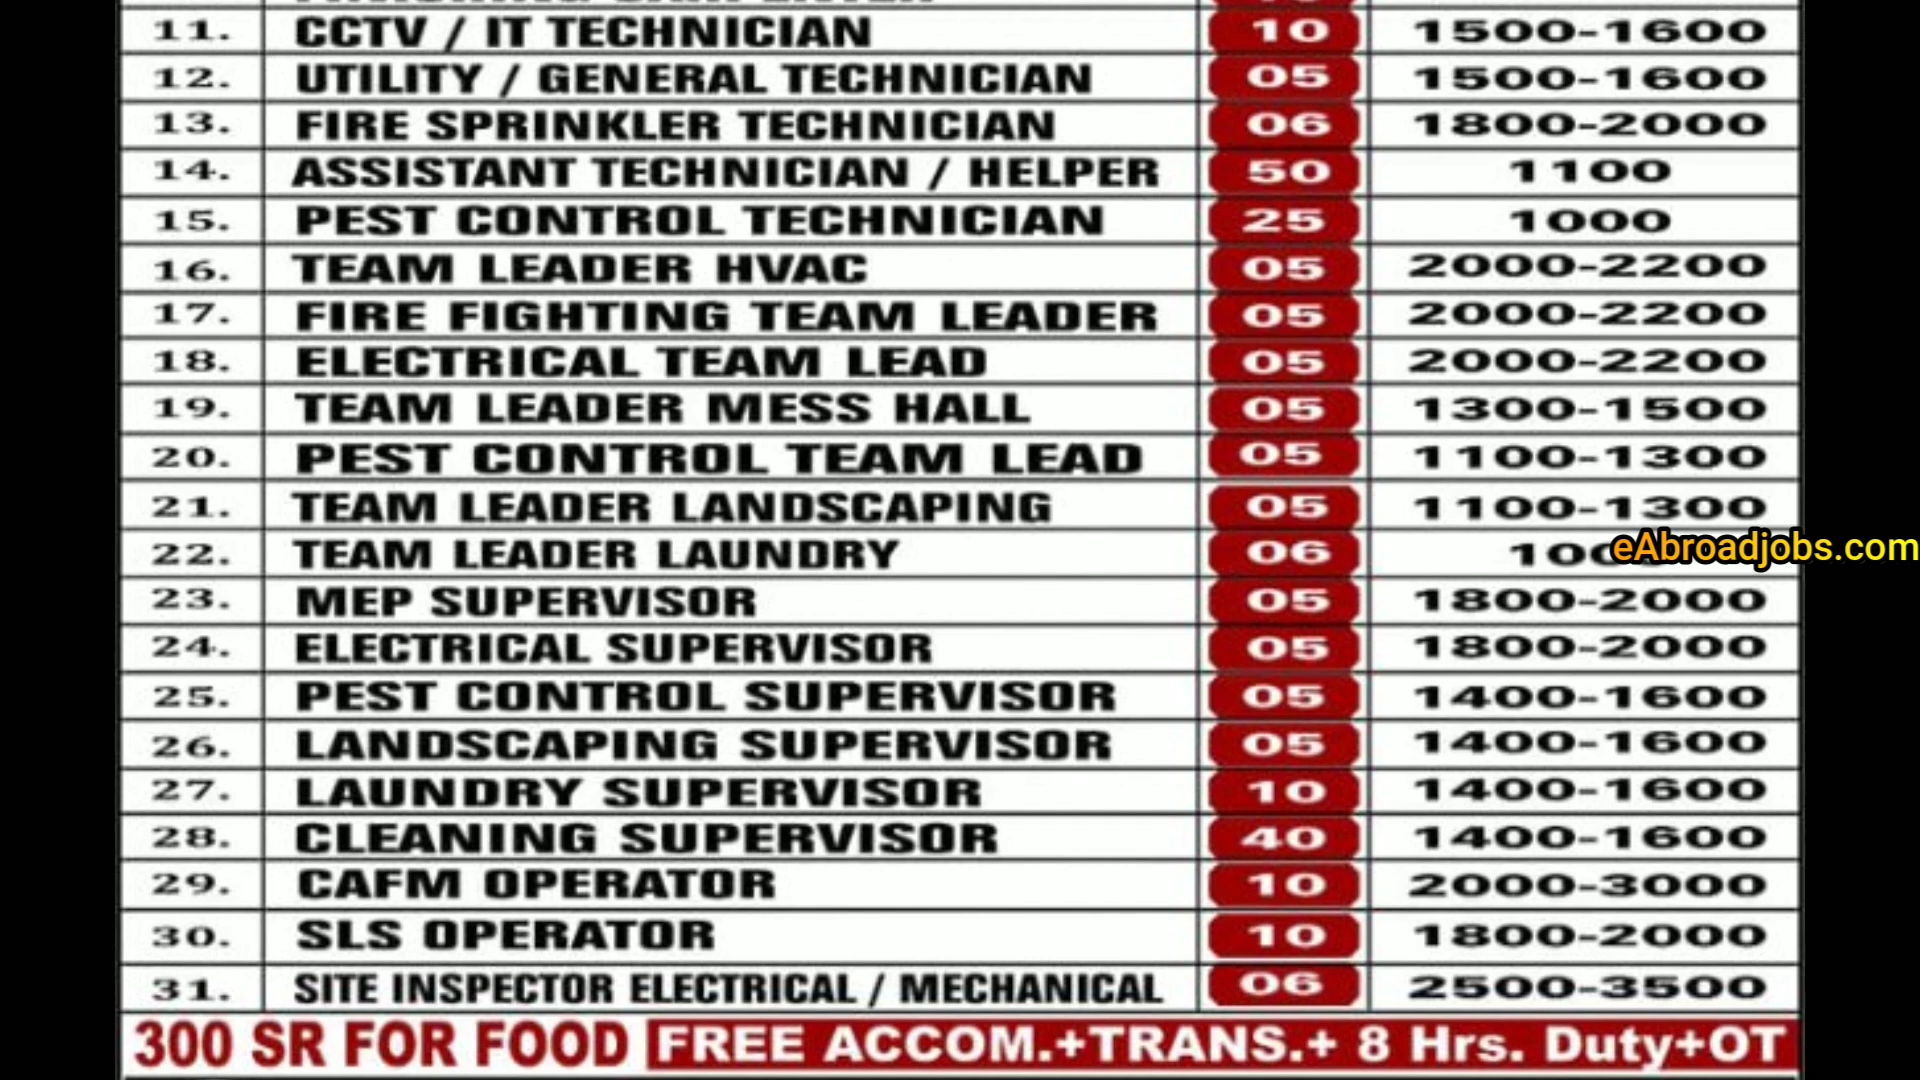 11. CCTV / IT TECHNICIAN 10 1500-1600
12. UTILITY / GENERAL TECHNICIAN 05 1500-1600
13. FIRE SPRINKLER TECHNICIAN 06 1800-2000
14. ASSISTANT TECHNICIAN / HELPER 50 1100
15. PEST CONTROL TECHNICIAN 25 1000
16. TEAM LEADER HVAC 05 2000-2200
17. FIRE FIGHTING TEAM LEADER 05 2000-2200
18. ELECTRICAL TEAM LEAD 05 2000-2200
19. TEAM LEADER MESS HALL 05 1300-1500
20. PEST CONTROL TEAM LEAD 05 1100-1300
21. TEAM LEADER LANDSCAPING 05 1100-1300
22. TEAM LEADER LAUNDRY 06
eAbroadjobs.com
23. MEP SUPERVISOR 05 1800-2000
24. ELECTRICAL SUPERVISOR 05 1800-2000
25. PEST CONTROL SUPERVISOR 05 1400-1600
26. LANDSCAPING SUPERVISOR 05 1400-1600
27. LAUNDRY SUPERVISOR 10 1400-1600
28. CLEANING SUPERVISOR 40 1400-1600
29. CAFM OPERATOR 10 2000-3000
30. SLS OPERATOR 10 1800-2000
31. SITE INSPECTOR ELECTRICAL / MECHANICAL 06 2500-3500
300 SR FOR FOOD FREE ACCOM.+TRANS.+ 8 Hrs. Duty+OT